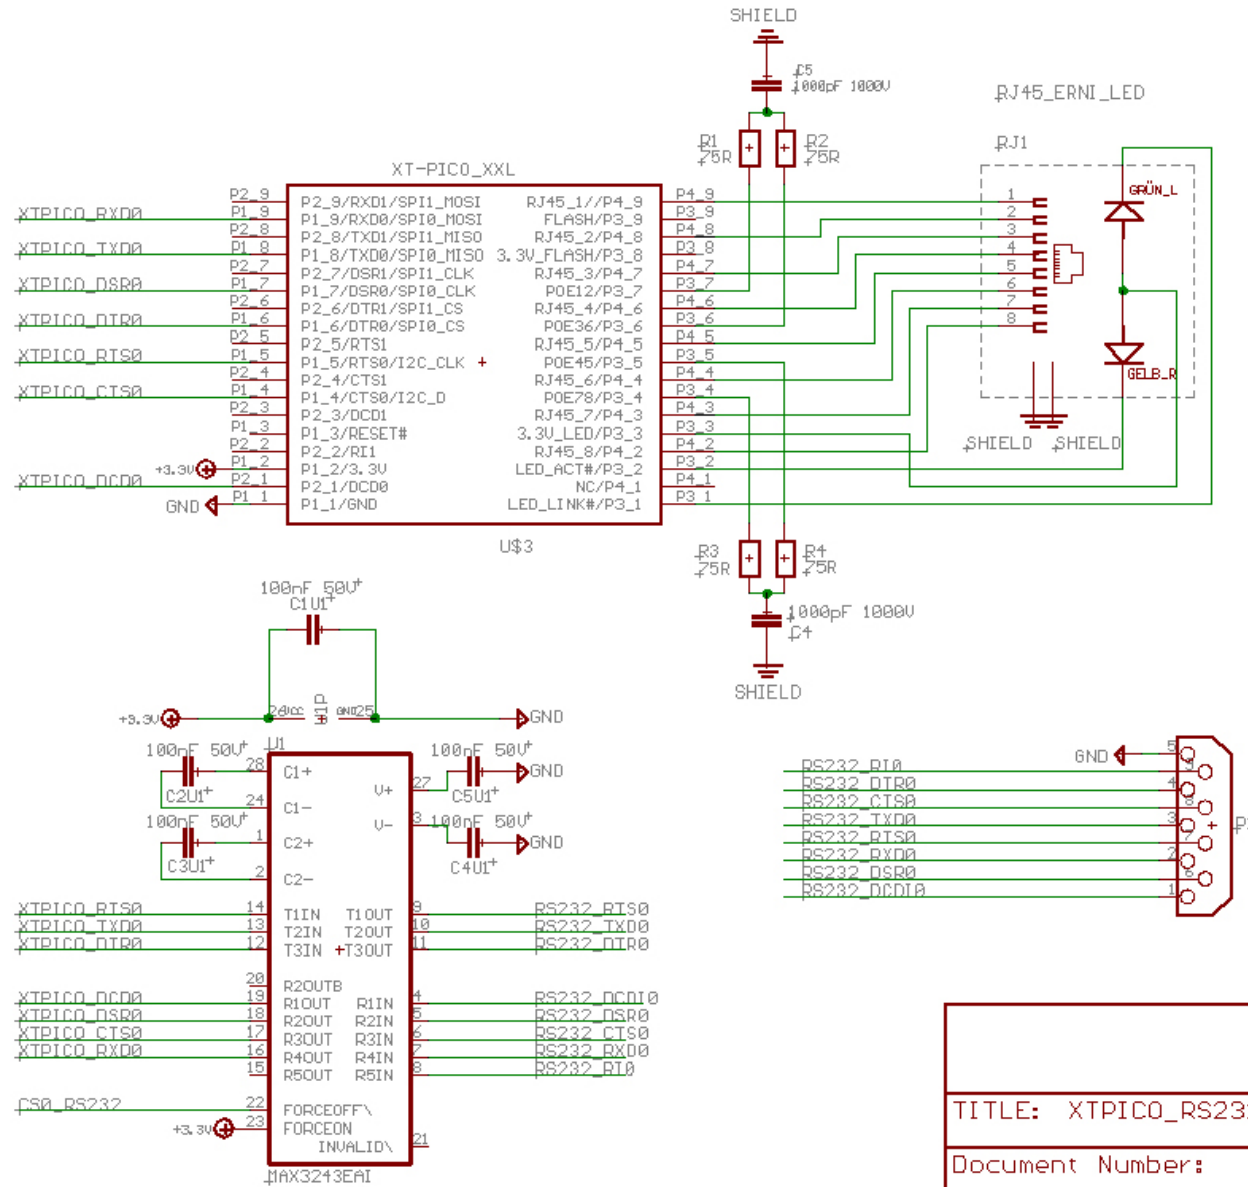 SHIELD
C5
1000pF 1000V
R1
75R
R2
75R
RJ45_ERNI_LED
RJ1
GRÜN_L
GELB_R
1
2
3
4
5
6
7
8
SHIELD SHIELD
XT-PICO_XXL
XTPICO_RXD0
XTPICO_TXD0
XTPICO_DSR0
XTPICO_DTR0
XTPICO_RTS0
XTPICO_CTS0
+3.3V
XTPICO_DCD0
GND
P2_9 P2_9/RXD1/SPI1_MOSI RJ45_1//P4_9 P4_9
P1_9 P1_9/RXD0/SPI0_MOSI FLASH/P3_9 P3_9
P2_8 P2_8/TXD1/SPI1_MISO RJ45_2/P4_8 P4_8
P1_8 P1_8/TXD0/SPI0_MISO 3.3V_FLASH/P3_8 P3_8
P2_7 P2_7/DSR1/SPI1_CLK RJ45_3/P4_7 P4_7
P1_7 P1_7/DSR0/SPI0_CLK POE12/P3_7 P3_7
P2_6 P2_6/DTR1/SPI1_CS RJ45_4/P4_6 P4_6
P1_6 P1_6/DTR0/SPI0_CS POE36/P3_6 P3_6
P2_5 P2_5/RTS1 RJ45_5/P4_5 P4_5
P1_5 P1_5/RTS0/I2C_CLK POE45/P3_5 P3_5
P2_4 P2_4/CTS1 RJ45_6/P4_4 P4_4
P1_4 P1_4/CTS0/I2C_D POE78/P3_4 P3_4
P2_3 P2_3/DCD1 RJ45_7/P4_3 P4_3
P1_3 P1_3/RESET# 3.3V_LED/P3_3 P3_3
P2_2 P2_2/RI1 RJ45_8/P4_2 P4_2
P1_2 P1_2/3.3V LED_ACT#/P3_2 P3_2
P2_1 P2_1/DCD0 NC/P4_1 P4_1
P1_1 P1_1/GND LED_LINK#/P3_1 P3_1
U$3
R3
75R
R4
75R
1000pF 1000V
C4
SHIELD
100nF 50V
C1U1
+3.3V
26 VCC U1P GND 25
GND
U1
100nF 50V
C2U1
100nF 50V
C3U1
100nF 50V
C5U1
GND
100nF 50V
C4U1
GND
28 C1+
V+ 27
24 C1-
V- 3
1 C2+
2 C2-
XTPICO_RTS0 14 T1IN T1OUT 9 RS232_RTS0
XTPICO_TXD0 13 T2IN T2OUT 10 RS232_TXD0
XTPICO_DTR0 12 T3IN T3OUT 11 RS232_DTR0
20 R2OUTB
XTPICO_DCD0 19 R1OUT R1IN 4 RS232_DCDI0
XTPICO_DSR0 18 R2OUT R2IN 5 RS232_DSR0
XTPICO_CTS0 17 R3OUT R3IN 6 RS232_CTS0
XTPICO_RXD0 16 R4OUT R4IN 7 RS232_RXD0
15 R5OUT R5IN 8 RS232_RI0
CS0_RS232 22 FORCEOFF\
+3.3V 23 FORCEON
INVALID\ 21
MAX3243EAI
GND 5
RS232_RI0 9
RS232_DTR0 4
RS232_CTS0 8
RS232_TXD0 3
RS232_RTS0 7
RS232_RXD0 2
RS232_DSR0 6
RS232_DCDI0 1
TITLE: XTPICO_RS23
Document Number: